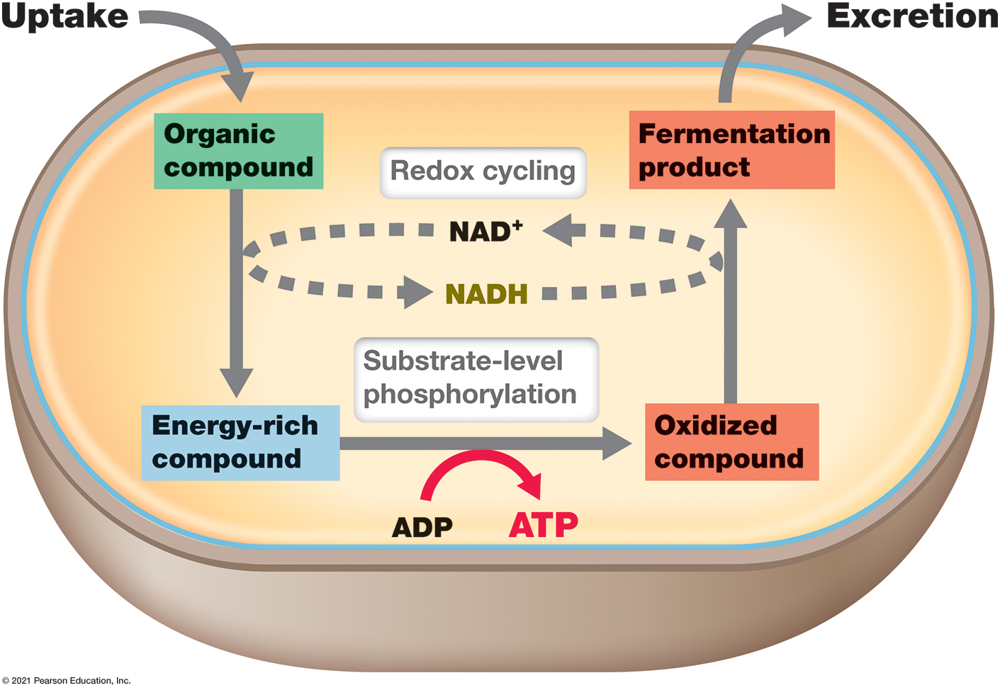 Uptake
Excretion
Organic
compound
Fermentation
product
Redox cycling
NAD⁺
NADH
Substrate-level
phosphorylation
Energy-rich
compound
Oxidized
compound
ADP
ATP
© 2021 Pearson Education, Inc.